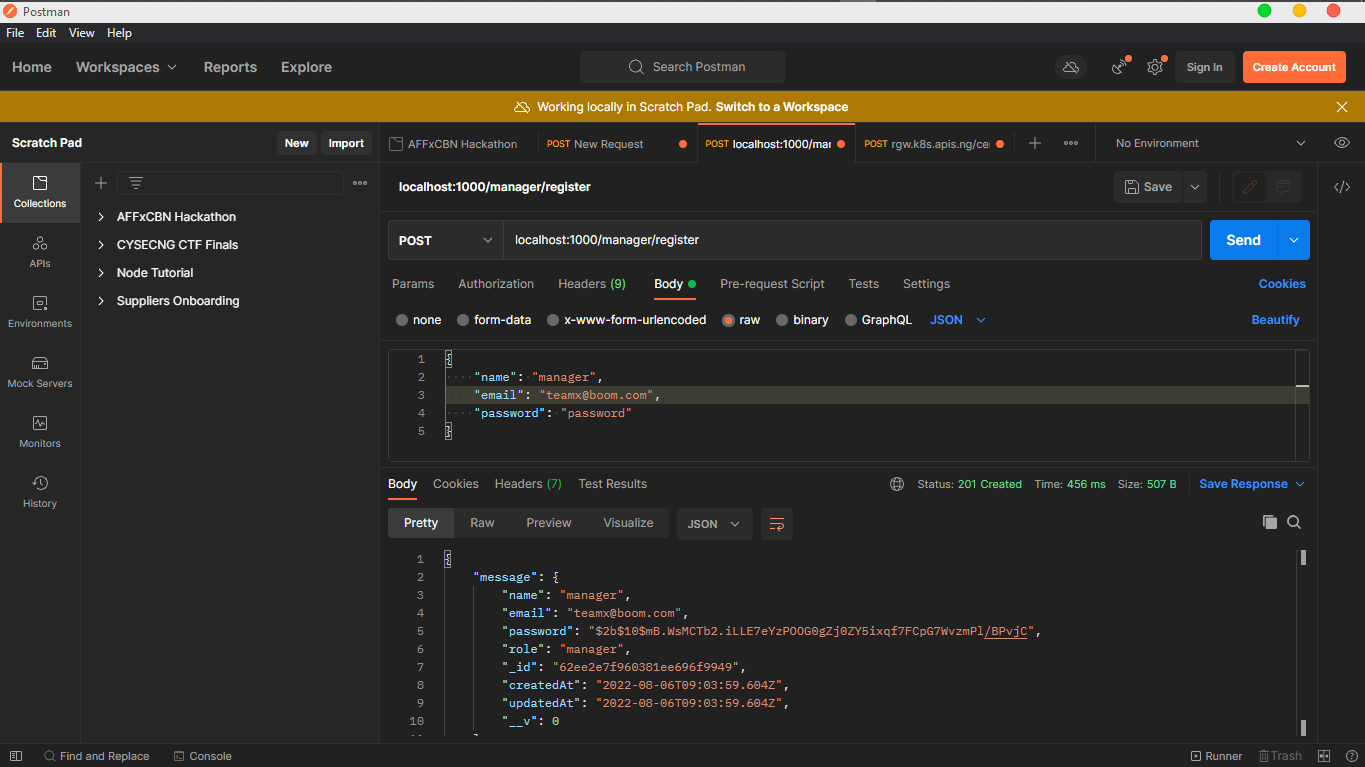 Postman
File Edit View Help
Home Workspaces Reports Explore Search Postman Sign In Create Account
Working locally in Scratch Pad. Switch to a Workspace
Scratch Pad New Import
AFFxCBN Hackathon POST New Request POST localhost:1000/mar POST rgw.k8s.apis.ng/cer No Environment
Collections
APIs
Environments
Mock Servers
Monitors
History
AFFxCBN Hackathon
CYSECNG CTF Finals
Node Tutorial
Suppliers Onboarding
localhost:1000/manager/register Save
POST localhost:1000/manager/register Send
Params Authorization Headers (9) Body Pre-request Script Tests Settings Cookies
none form-data x-www-form-urlencoded raw binary GraphQL JSON Beautify
1 {
2 "name": "manager",
3 "email": "teamx@boom.com",
4 "password": "password"
5 }
Body Cookies Headers (7) Test Results Status: 201 Created Time: 456 ms Size: 507 B Save Response
Pretty Raw Preview Visualize JSON
1 {
2 "message": {
3 "name": "manager",
4 "email": "teamx@boom.com",
5 "password": "$2b$10$mB.WsMCTb2.iLLE7eYzPOOG0gZj0ZY5ixqf7FCpG7WvzmPl/BPvjC",
6 "role": "manager",
7 "_id": "62ee2e7f960381ee696f9949",
8 "createdAt": "2022-08-06T09:03:59.604Z",
9 "updatedAt": "2022-08-06T09:03:59.604Z",
10 "__v": 0
Find and Replace Console Runner Trash